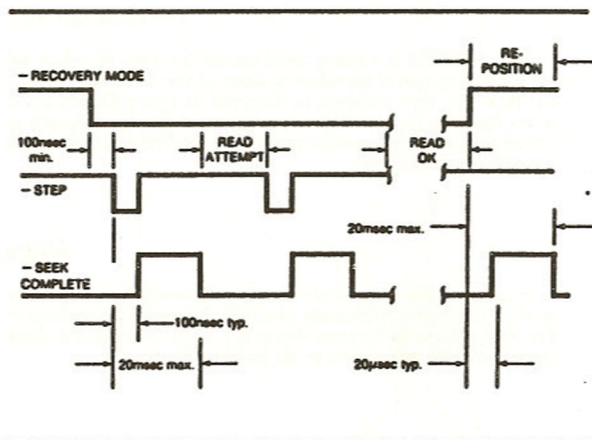 RE-
POSITION
– RECOVERY MODE
100nsec
min.
READ
ATTEMPT
READ
OK
– STEP
20msec max.
– SEEK
COMPLETE
100nsec typ.
20msec max.
20µsec typ.